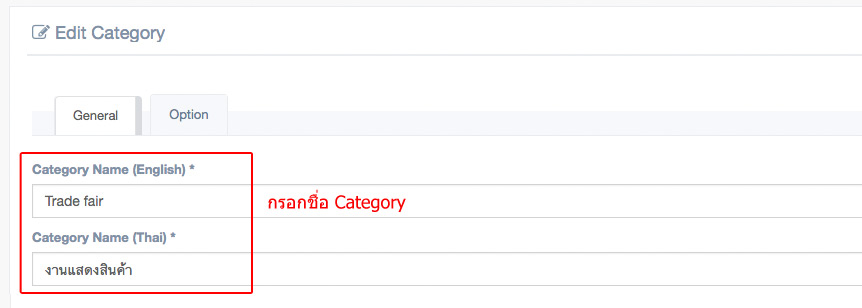 Edit Category
General
Option
Category Name (English) *
Trade fair
กรอกชื่อ Category
Category Name (Thai) *
งานแสดงสินค้า